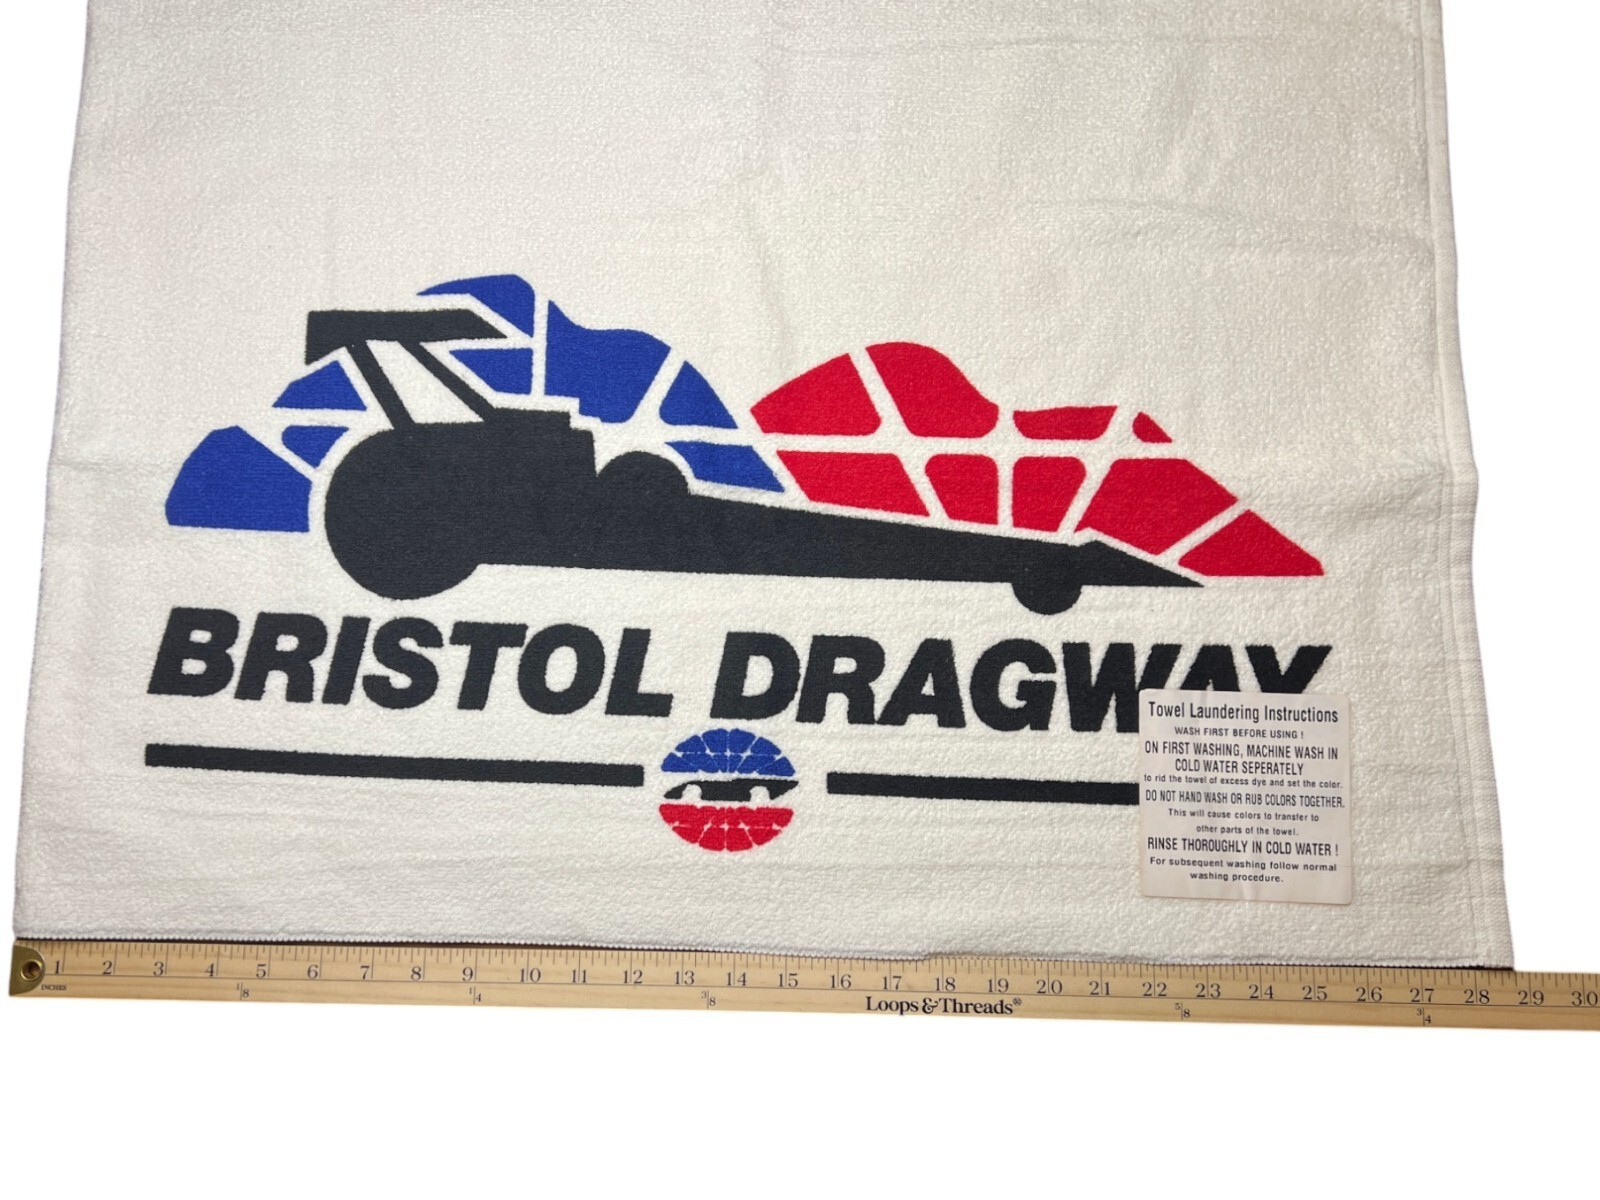 BRISTOL DRAGWAY
Towel Laundering Instructions
WASH FIRST BEFORE USING !
ON FIRST WASHING, MACHINE WASH IN
COLD WATER SEPERATELY
to rid the towel of excess dye and set the color.
DO NOT HAND WASH OR RUB COLORS TOGETHER.
This will cause colors to transfer to
other parts of the towel.
RINSE THOROUGHLY IN COLD WATER !
For subsequent washing follow normal
washing procedure.
1 2 3 4 5 6 7 8 9 10 11 12 13 14 15 16 17 18 19 20 21 22 23 24 25 26 27 28 29 30
INCHES
1/8 1/4 3/8 5/8 3/4
Loops & Threads®